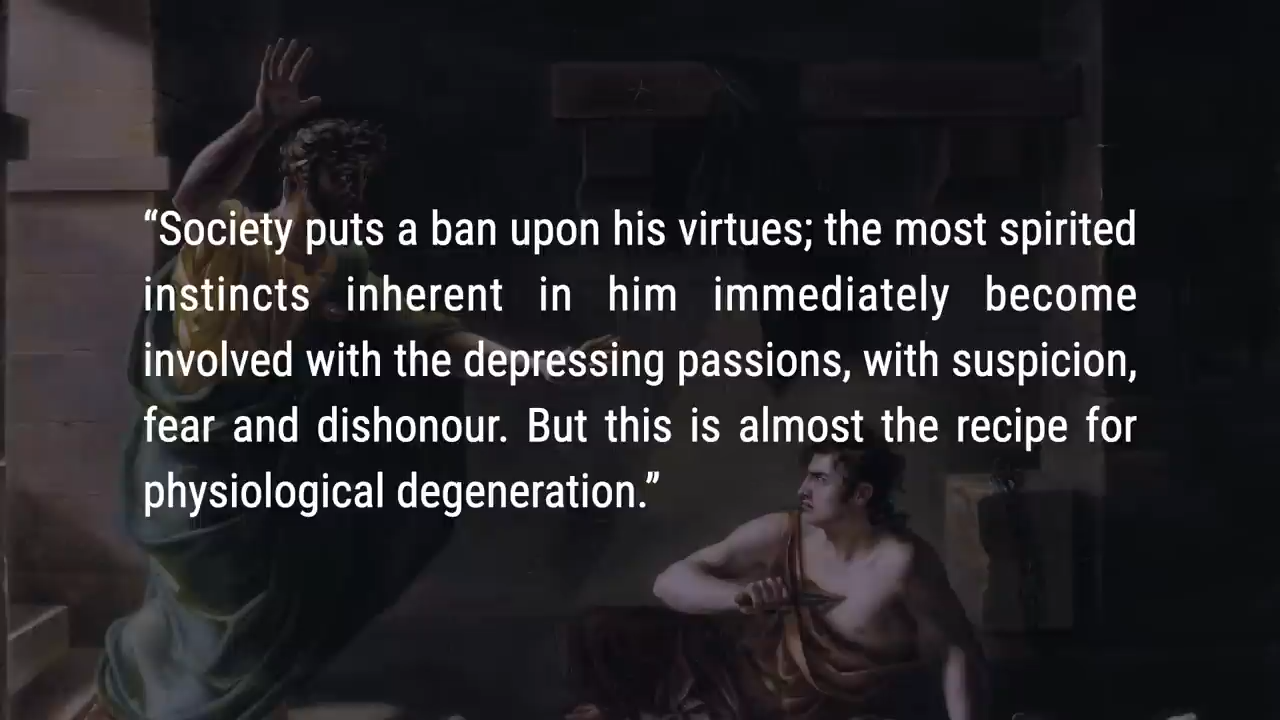 “Society puts a ban upon his virtues; the most spirited
instincts inherent in him immediately become
involved with the depressing passions, with suspicion,
fear and dishonour. But this is almost the recipe for
physiological degeneration.”